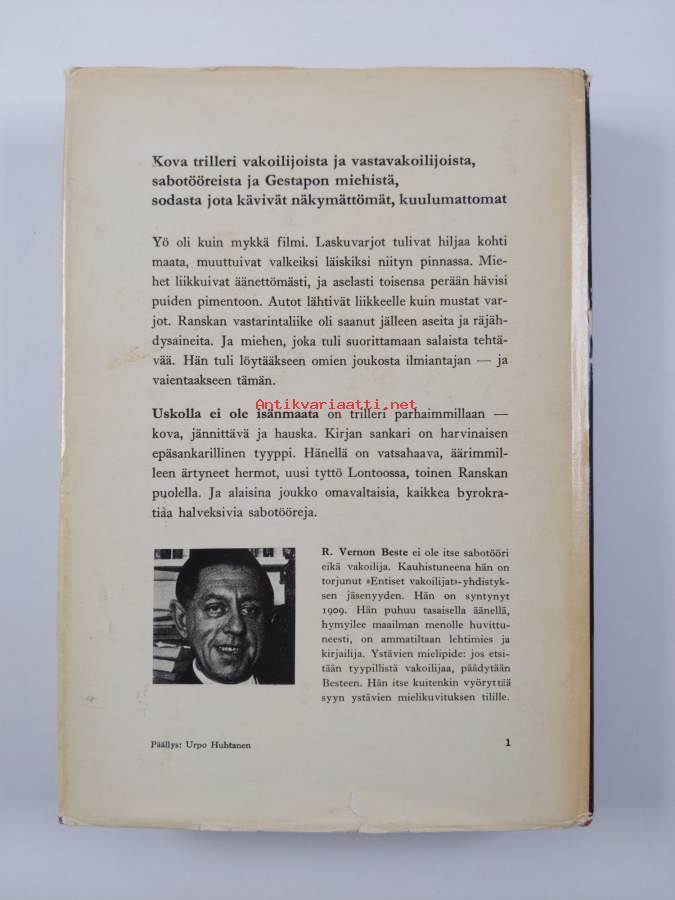 Kova trilleri vakoilijoista ja vastavakoilijoista,
sabotööreista ja Gestapon miehistä,
sodasta jota kävivät näkymättömät, kuulumattomat
Yö oli kuin mykkä filmi. Laskuvarjot tulivat hiljaa kohti
maata, muuttuivat valkeiksi läiskiksi niityn pinnassa. Mie-
het liikkuivat äänettömästi, ja aselasti toisensa perään hävisi
puiden pimentoon. Autot lähtivät liikkeelle kuin mustat var-
jot. Ranskan vastarintaliike oli saanut jälleen aseita ja räjäh-
dysaineita. Ja miehen, joka tuli suorittamaan salaista tehtä-
vää. Hän tuli löytääkseen omien joukosta ilmiantajan — ja
vaientaakseen tämän.
Antikvariaatti.net
Uskolla ei ole isänmaata on trilleri parhaimmillaan —
kova, jännittävä ja hauska. Kirjan sankari on harvinaisen
epäsankarillinen tyyppi. Hänellä on vatsahaava, äärimmil-
leen ärtyneet hermot, uusi tyttö Lontoossa, toinen Ranskan
puolella. Ja alaisina joukko omavaltaisia, kaikkea byrokra-
tiaa halveksivia sabotööreja.
R. Vernon Beste ei ole itse sabotööri
eikä vakoilija. Kauhistuneena hän on
torjunut »Entiset vakoilijat»-yhdistyk-
sen jäsenyyden. Hän on syntynyt
1909. Hän puhuu tasaisella äänellä,
hymyilee maailman menolle huvittu-
neesti, on ammatiltaan lehtimies ja
kirjailija. Ystävien mielipide: jos etsi-
tään tyypillistä vakoilijaa, päädytään
Besteen. Hän itse kuitenkin vyöryttää
syyn ystävien mielikuvituksen tilille.
Päällys: Urpo Huhtanen
1